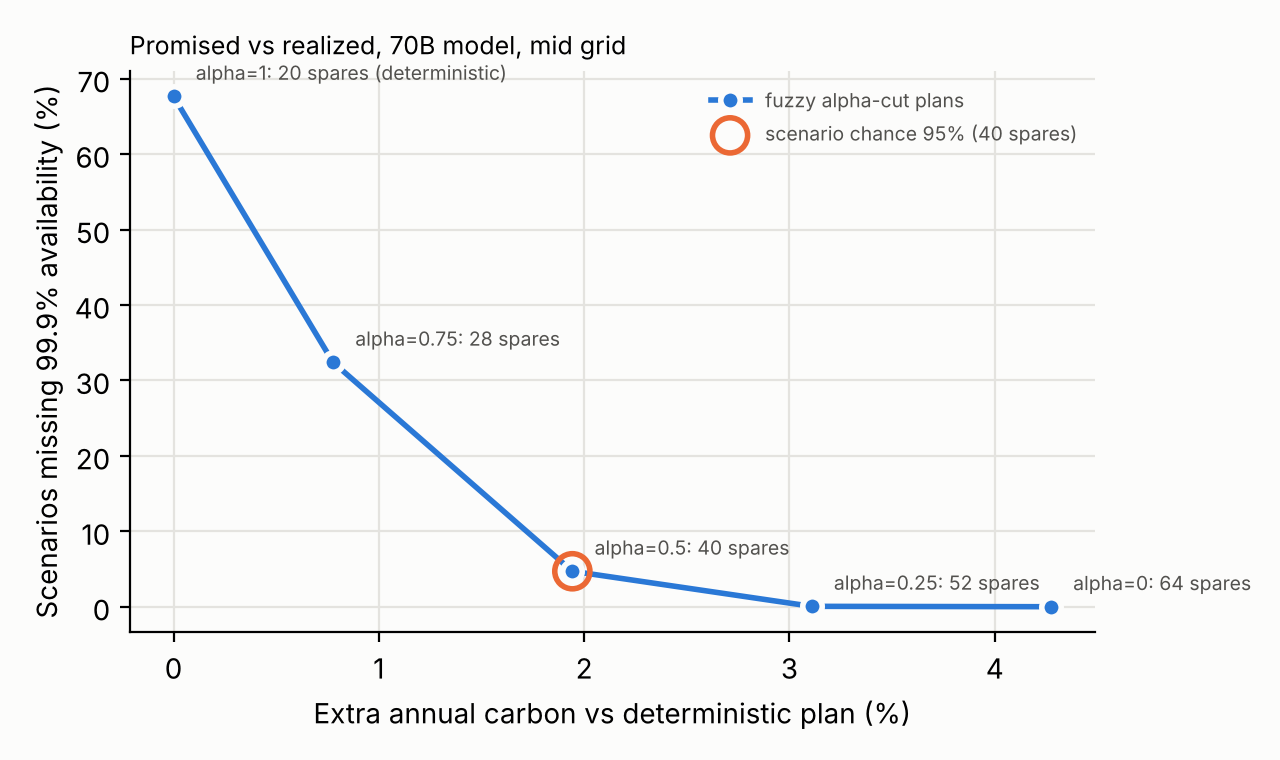 Promised vs realized, 70B model, mid grid
alpha=1: 20 spares (deterministic)
fuzzy alpha-cut plans
scenario chance 95% (40 spares)
alpha=0.75: 28 spares
alpha=0.5: 40 spares
alpha=0.25: 52 spares
alpha=0: 64 spares
Scenarios missing 99.9% availability (%)
70
60
50
40
30
20
10
0
0
1
2
3
4
Extra annual carbon vs deterministic plan (%)